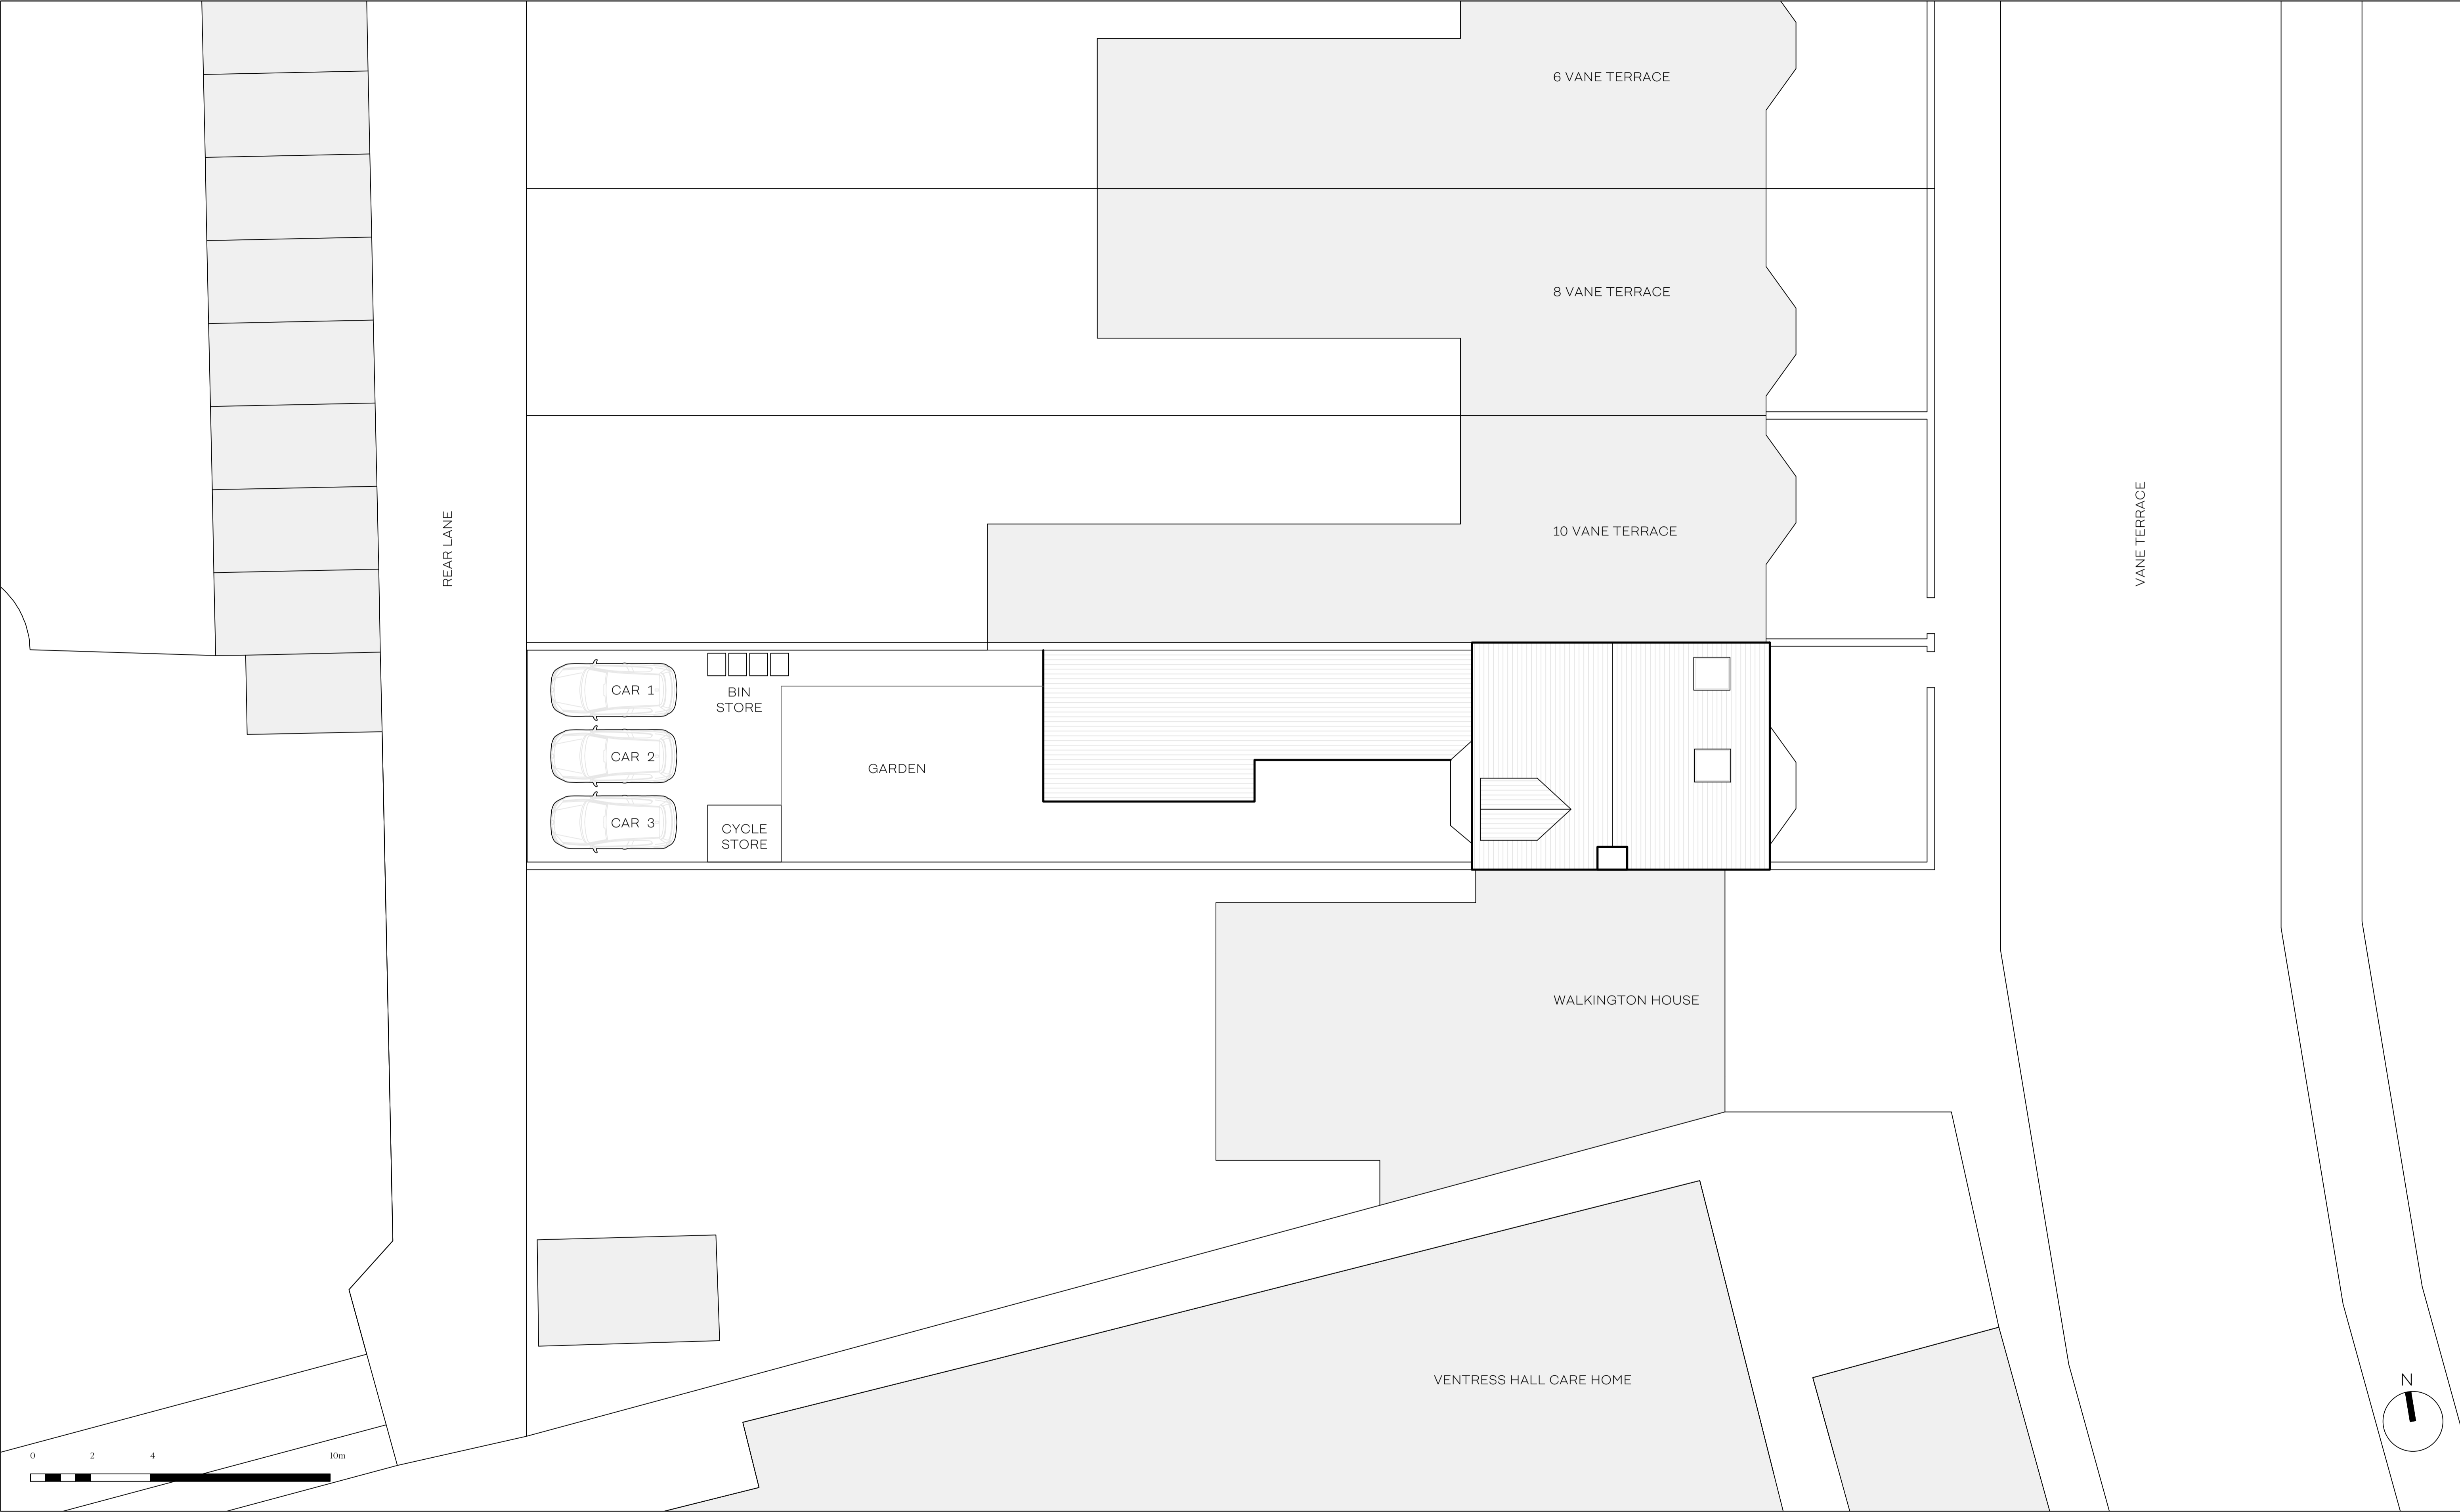 6 VANE TERRACE
8 VANE TERRACE
REAR LANE
10 VANE TERRACE
VANE TERRACE
CAR 1
BIN
STORE
CAR 2
GARDEN
CAR 3
CYCLE
STORE
WALKINGTON HOUSE
VENTRESS HALL CARE HOME
N
0 2 4 10m